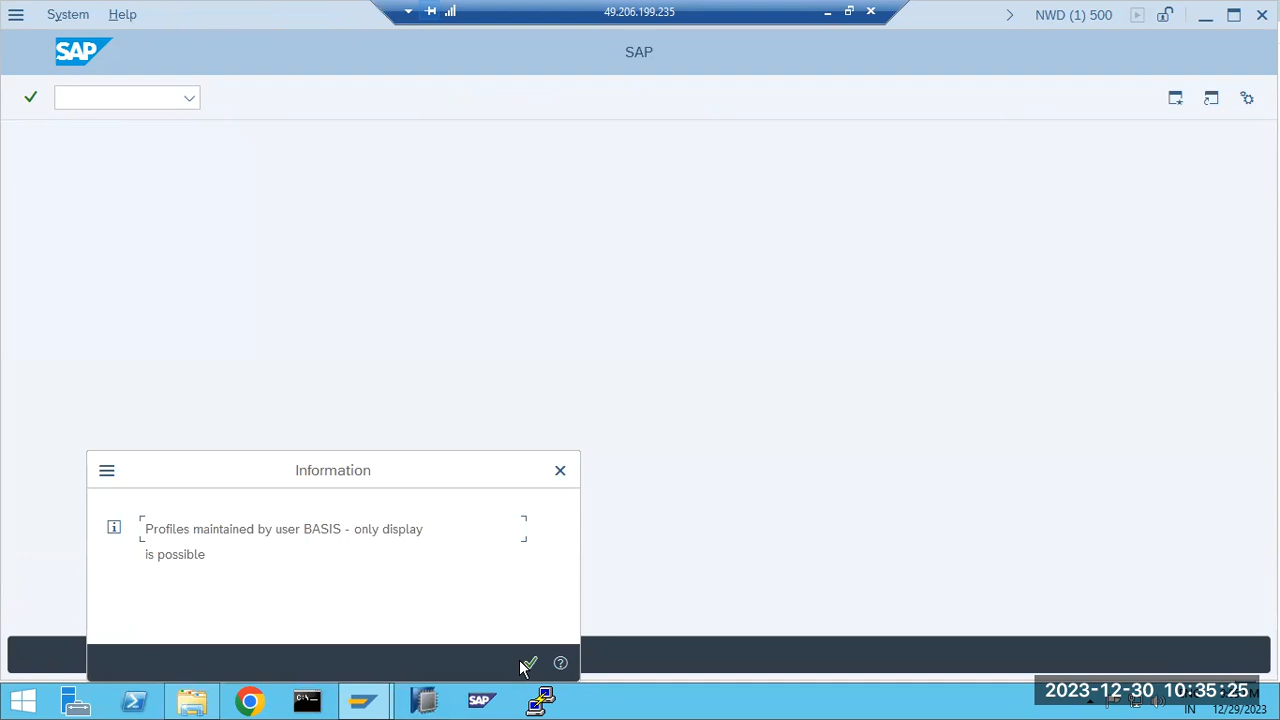 System Help
49.206.199.235
NWD (1) 500
SAP
SAP
Information
Profiles maintained by user BASIS - only display
is possible
SAP
2023-12-30 10:35:25
IN
12/29/2023